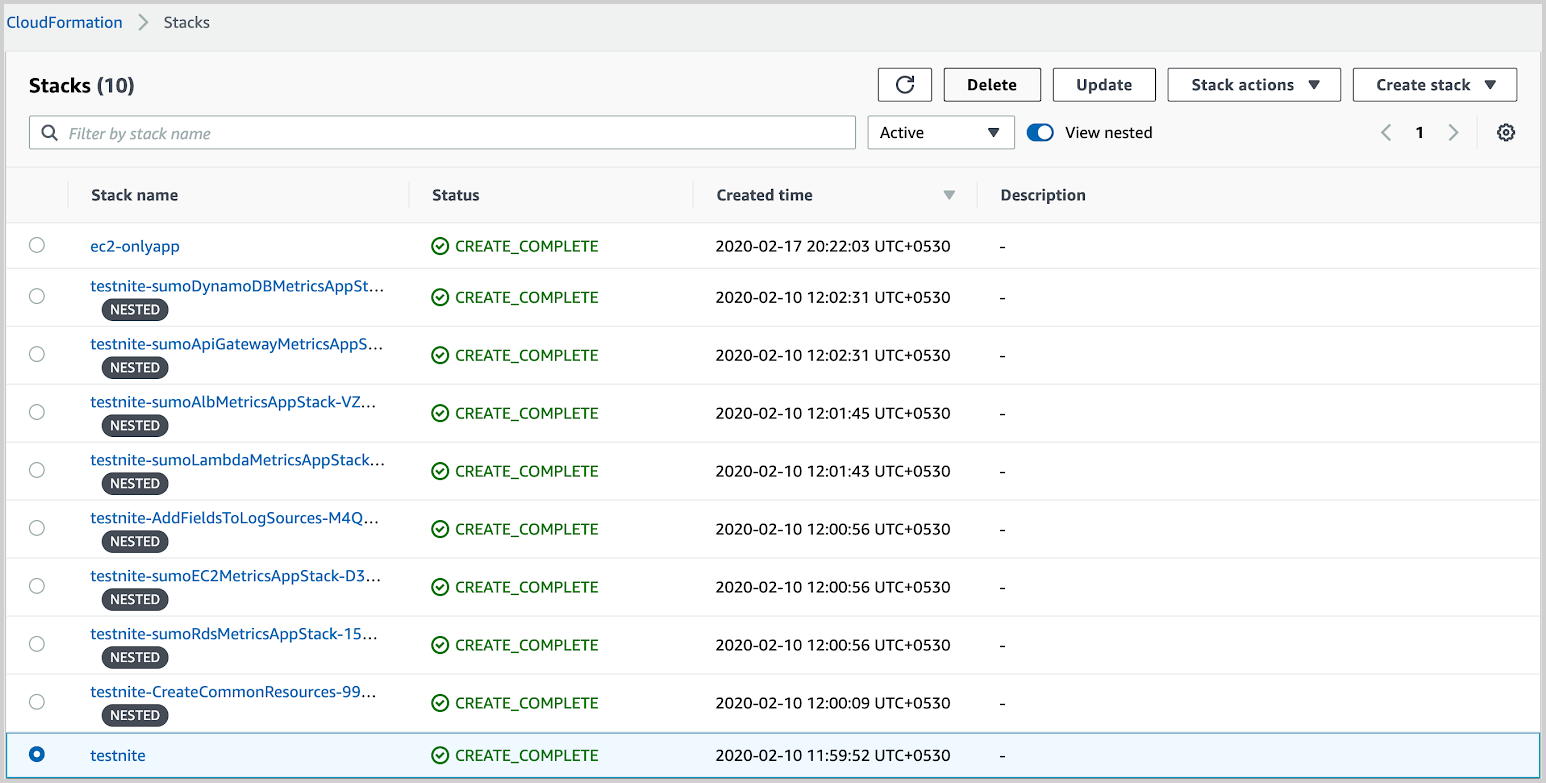 CloudFormation > Stacks
Stacks (10) Delete Update Stack actions Create stack
Filter by stack name Active View nested 1
Stack name Status Created time Description
ec2-onlyapp CREATE_COMPLETE 2020-02-17 20:22:03 UTC+0530 -
testnite-sumoDynamoDBMetricsAppSt...
NESTED CREATE_COMPLETE 2020-02-10 12:02:31 UTC+0530 -
testnite-sumoApiGatewayMetricsAppS...
NESTED CREATE_COMPLETE 2020-02-10 12:02:31 UTC+0530 -
testnite-sumoAlbMetricsAppStack-VZ...
NESTED CREATE_COMPLETE 2020-02-10 12:01:45 UTC+0530 -
testnite-sumoLambdaMetricsAppStack...
NESTED CREATE_COMPLETE 2020-02-10 12:01:43 UTC+0530 -
testnite-AddFieldsToLogSources-M4Q...
NESTED CREATE_COMPLETE 2020-02-10 12:00:56 UTC+0530 -
testnite-sumoEC2MetricsAppStack-D3...
NESTED CREATE_COMPLETE 2020-02-10 12:00:56 UTC+0530 -
testnite-sumoRdsMetricsAppStack-15...
NESTED CREATE_COMPLETE 2020-02-10 12:00:56 UTC+0530 -
testnite-CreateCommonResources-99...
NESTED CREATE_COMPLETE 2020-02-10 12:00:09 UTC+0530 -
testnite CREATE_COMPLETE 2020-02-10 11:59:52 UTC+0530 -